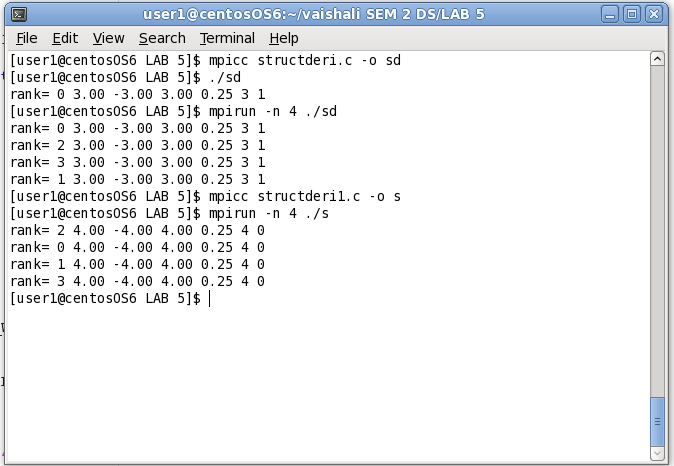 user1@centosOS6:~/vaishali SEM 2 DS/LAB 5
File Edit View Search Terminal Help
[user1@centosOS6 LAB 5]$ mpicc structderi.c -o sd
[user1@centosOS6 LAB 5]$ ./sd
rank= 0 3.00 -3.00 3.00 0.25 3 1
[user1@centosOS6 LAB 5]$ mpirun -n 4 ./sd
rank= 0 3.00 -3.00 3.00 0.25 3 1
rank= 2 3.00 -3.00 3.00 0.25 3 1
rank= 3 3.00 -3.00 3.00 0.25 3 1
rank= 1 3.00 -3.00 3.00 0.25 3 1
[user1@centosOS6 LAB 5]$ mpicc structderi1.c -o s
[user1@centosOS6 LAB 5]$ mpirun -n 4 ./s
rank= 2 4.00 -4.00 4.00 0.25 4 0
rank= 0 4.00 -4.00 4.00 0.25 4 0
rank= 1 4.00 -4.00 4.00 0.25 4 0
rank= 3 4.00 -4.00 4.00 0.25 4 0
[user1@centosOS6 LAB 5]$